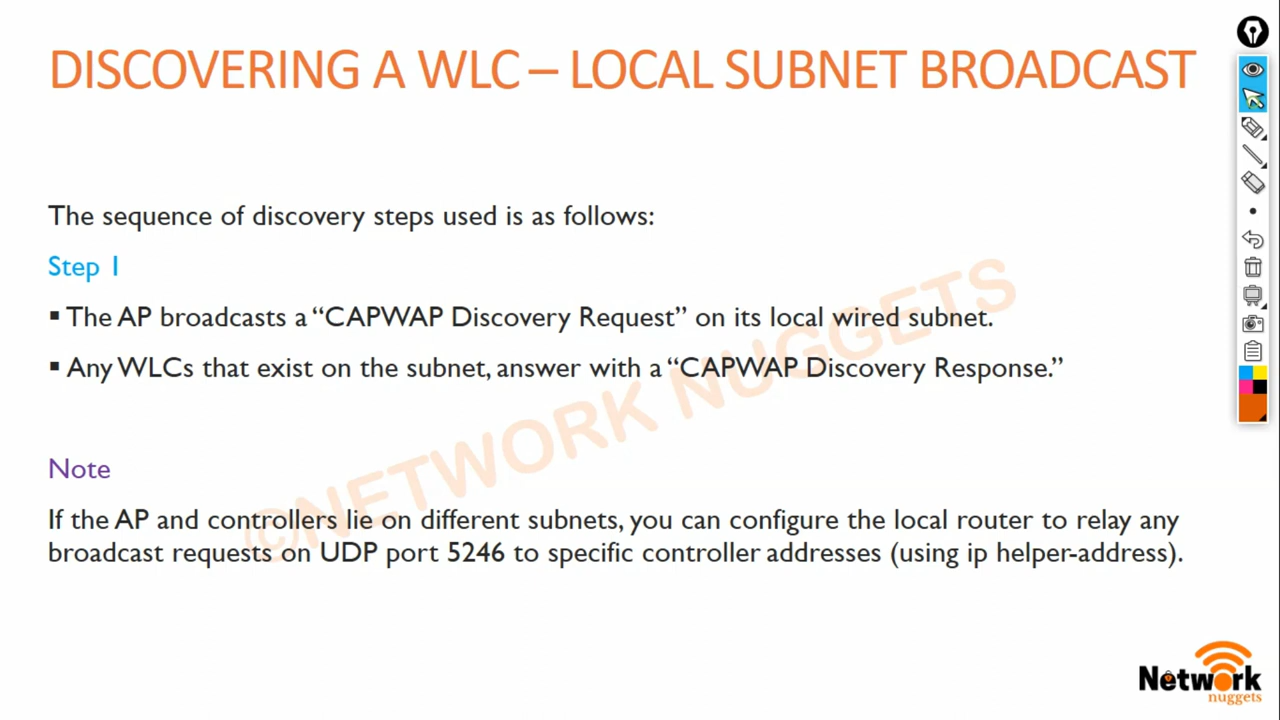 DISCOVERING A WLC – LOCAL SUBNET BROADCAST
The sequence of discovery steps used is as follows:
Step 1
▪ The AP broadcasts a “CAPWAP Discovery Request” on its local wired subnet.
▪ Any WLCs that exist on the subnet, answer with a “CAPWAP Discovery Response.”
©NETWORK NUGGETS
Note
If the AP and controllers lie on different subnets, you can configure the local router to relay any
broadcast requests on UDP port 5246 to specific controller addresses (using ip helper-address).
Network
nuggets